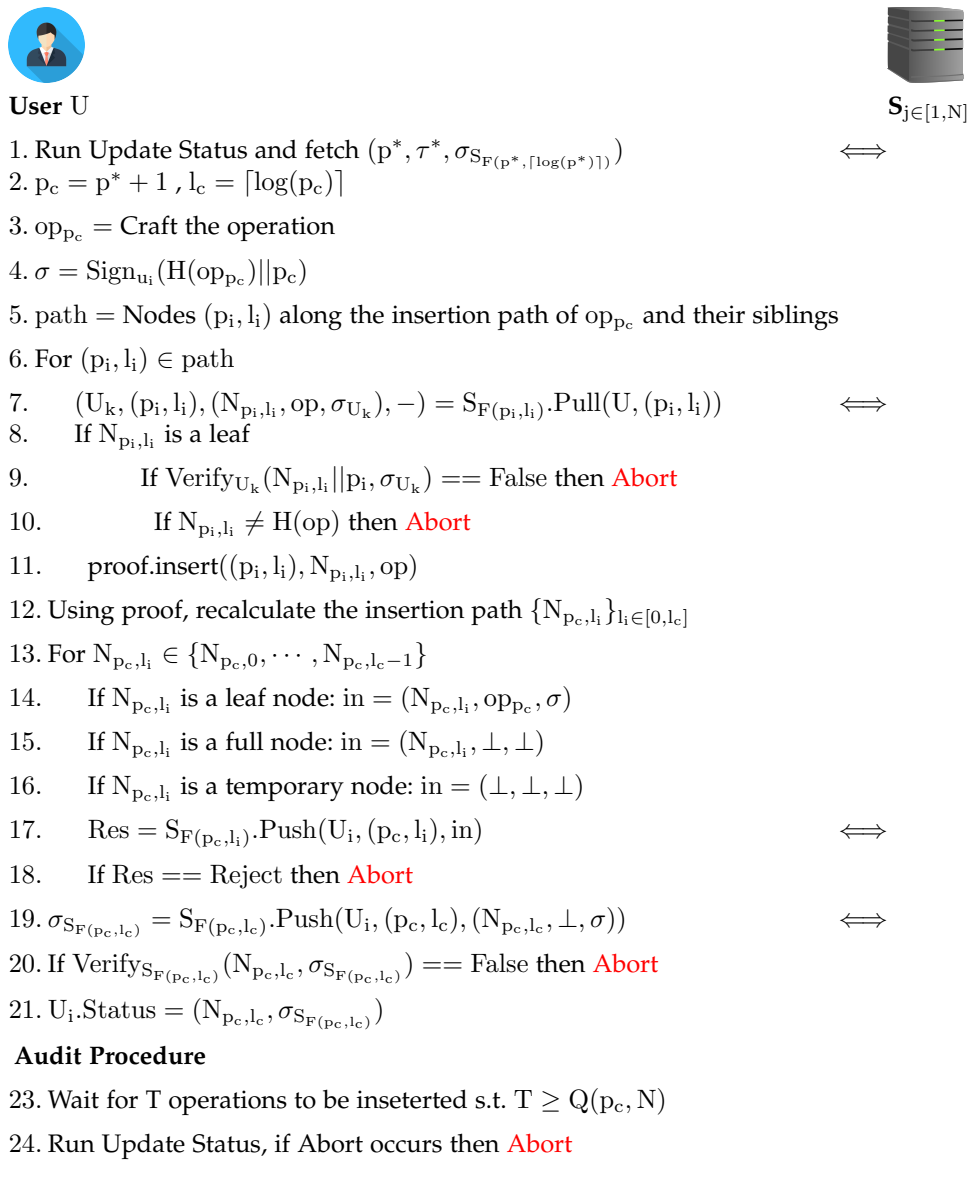 User U S_{j∈[1,N]}
1. Run Update Status and fetch (p*, τ*, σ_{S_{F(p*,⌈log(p*)⌉)}}) ⟺
2. p_c = p* + 1 , l_c = ⌈log(p_c)⌉
3. op_{p_c} = Craft the operation
4. σ = Sign_{u_i}(H(op_{p_c})||p_c)
5. path = Nodes (p_i, l_i) along the insertion path of op_{p_c} and their siblings
6. For (p_i, l_i) ∈ path
7. (U_k, (p_i, l_i), (N_{p_i,l_i}, op, σ_{U_k}), −) = S_{F(p_i,l_i)}.Pull(U, (p_i, l_i)) ⟺
8. If N_{p_i,l_i} is a leaf
9. If Verify_{U_k}(N_{p_i,l_i}||p_i, σ_{U_k}) == False then Abort
10. If N_{p_i,l_i} ≠ H(op) then Abort
11. proof.insert((p_i, l_i), N_{p_i,l_i}, op)
12. Using proof, recalculate the insertion path {N_{p_c,l_i}}_{l_i∈[0,l_c]}
13. For N_{p_c,l_i} ∈ {N_{p_c,0}, ⋯ , N_{p_c,l_c−1}}
14. If N_{p_c,l_i} is a leaf node: in = (N_{p_c,l_i}, op_{p_c}, σ)
15. If N_{p_c,l_i} is a full node: in = (N_{p_c,l_i}, ⊥, ⊥)
16. If N_{p_c,l_i} is a temporary node: in = (⊥, ⊥, ⊥)
17. Res = S_{F(p_c,l_i)}.Push(U_i, (p_c, l_i), in) ⟺
18. If Res == Reject then Abort
19. σ_{S_{F(p_c,l_c)}} = S_{F(p_c,l_c)}.Push(U_i, (p_c, l_c), (N_{p_c,l_c}, ⊥, σ)) ⟺
20. If Verify_{S_{F(p_c,l_c)}}(N_{p_c,l_c}, σ_{S_{F(p_c,l_c)}}) == False then Abort
21. U_i.Status = (N_{p_c,l_c}, σ_{S_{F(p_c,l_c)}})
Audit Procedure
23. Wait for T operations to be inseterted s.t. T ≥ Q(p_c, N)
24. Run Update Status, if Abort occurs then Abort